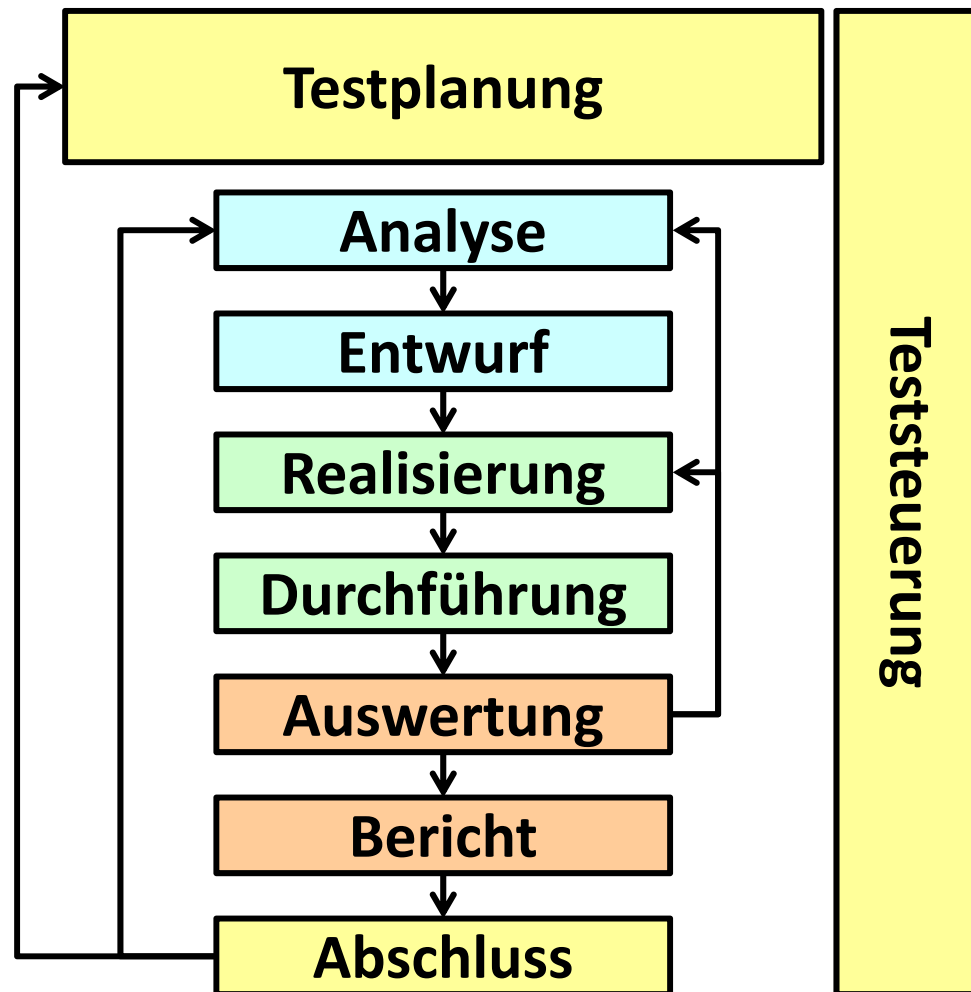 Testplanung
Analyse
Entwurf
Realisierung
Durchführung
Auswertung
Bericht
Abschluss
Teststeuerung